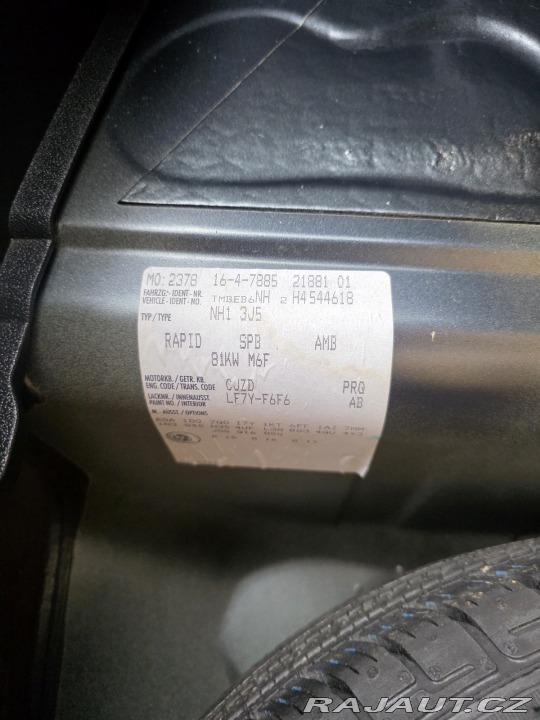 MO: 2378 16-4-7885 21881 01
FAHRZG.-IDENT-NR.
VEHICLE-IDENT-NO. TMBEB6NH 2 H4544618
TYP/TYPE NH1 3J5
RAPID SPB AMB
81KW M6F
MOTORKB./GETR.KB.
ENG.CODE/TRANS.CODE CJZD PRQ
LACKNR./INNENAUSST.
PAINT NO./INTERIOR LF7Y-F6F6 AB
M.-AUSST./OPTIONS
RAJAUT.CZ